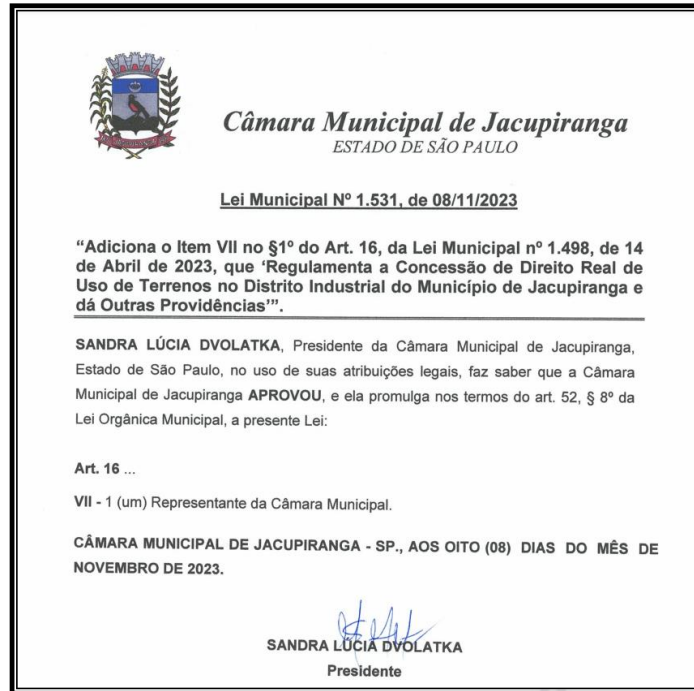 Câmara Municipal de Jacupiranga
ESTADO DE SÃO PAULO
Lei Municipal Nº 1.531, de 08/11/2023
“Adiciona o Item VII no §1º do Art. 16, da Lei Municipal nº 1.498, de 14
de Abril de 2023, que ‘Regulamenta a Concessão de Direito Real de
Uso de Terrenos no Distrito Industrial do Município de Jacupiranga e
dá Outras Providências’”.
SANDRA LÚCIA DVOLATKA, Presidente da Câmara Municipal de Jacupiranga,
Estado de São Paulo, no uso de suas atribuições legais, faz saber que a Câmara
Municipal de Jacupiranga APROVOU, e ela promulga nos termos do art. 52, § 8º da
Lei Orgânica Municipal, a presente Lei:
Art. 16 ...
VII - 1 (um) Representante da Câmara Municipal.
CÂMARA MUNICIPAL DE JACUPIRANGA - SP., AOS OITO (08) DIAS DO MÊS DE
NOVEMBRO DE 2023.
SANDRA LÚCIA DVOLATKA
Presidente